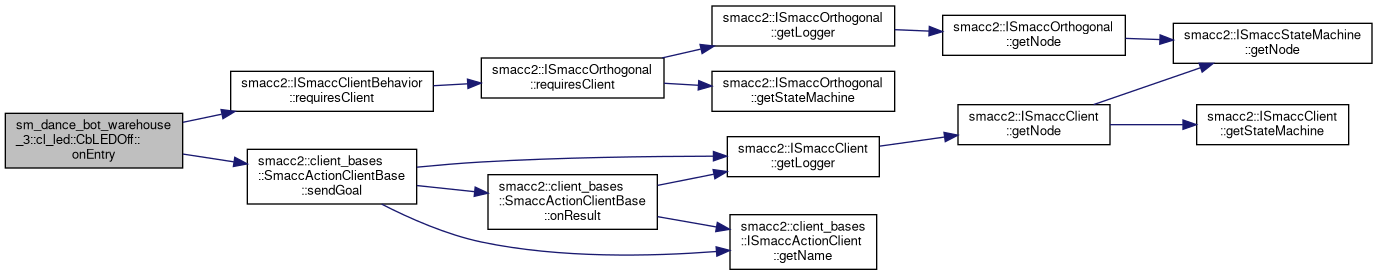 sm_dance_bot_warehouse
_3::cl_led::CbLEDOff::
onEntry
smacc2::ISmaccClientBehavior
::requiresClient
smacc2::ISmaccOrthogonal
::requiresClient
smacc2::ISmaccOrthogonal
::getLogger
smacc2::ISmaccOrthogonal
::getNode
smacc2::ISmaccStateMachine
::getNode
smacc2::ISmaccOrthogonal
::getStateMachine
smacc2::client_bases
::SmaccActionClientBase
::sendGoal
smacc2::client_bases
::SmaccActionClientBase
::onResult
smacc2::ISmaccClient
::getLogger
smacc2::ISmaccClient
::getNode
smacc2::ISmaccClient
::getStateMachine
smacc2::client_bases
::ISmaccActionClient
::getName